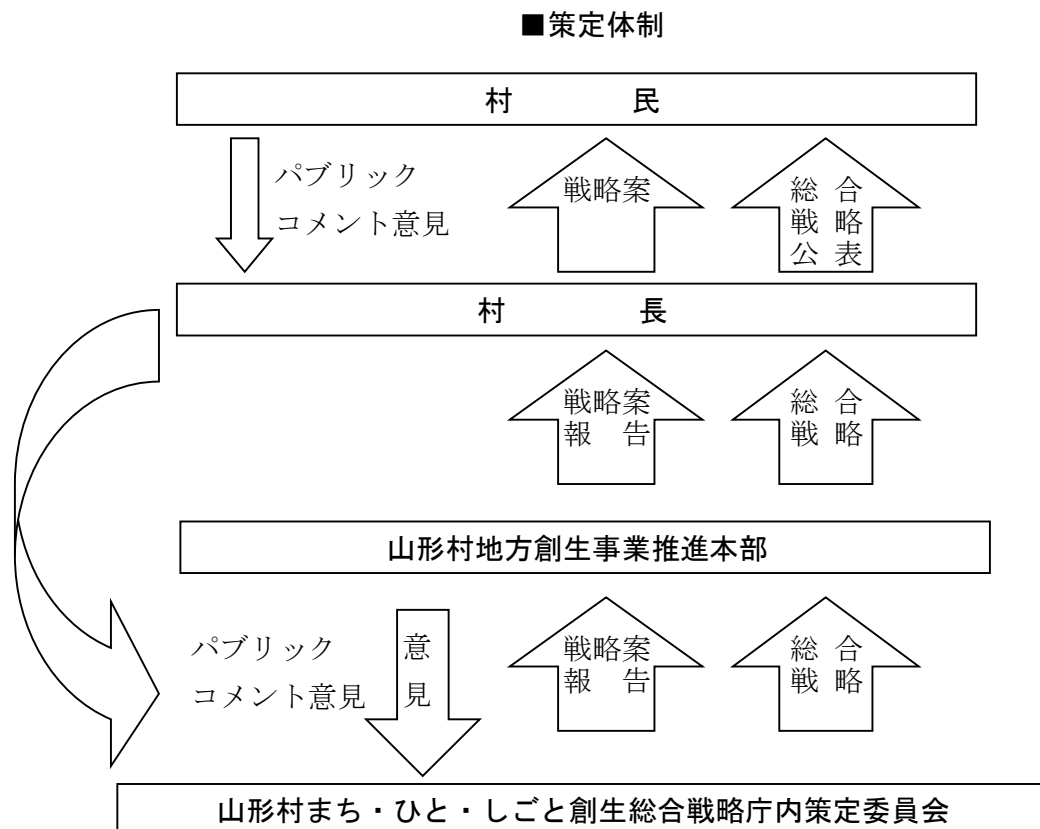 ■策定体制
村　民
パブリック
コメント意見
戦略案
総 合
戦 略
公 表
村　長
戦略案
報 告
総 合
戦 略
山形村地方創生事業推進本部
パブリック
コメント意見
意
見
戦略案
報 告
総 合
戦 略
山形村まち・ひと・しごと創生総合戦略庁内策定委員会